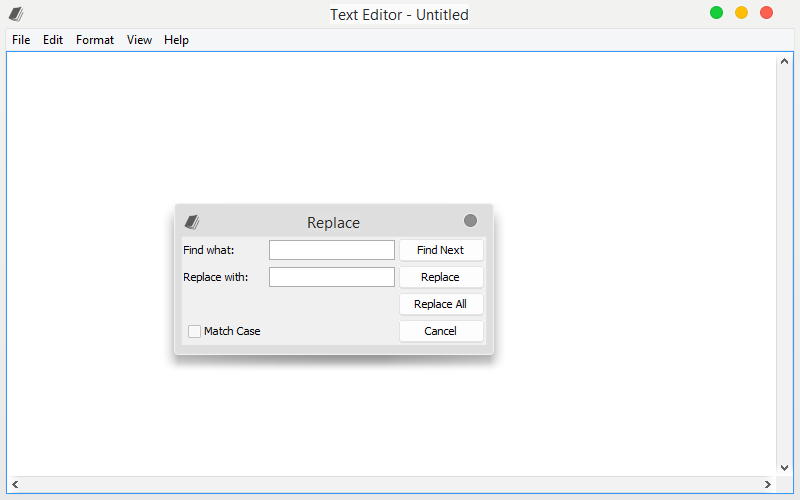 Text Editor - Untitled
File Edit Format View Help
Replace
Find what: Find Next
Replace with: Replace
Replace All
Match Case Cancel